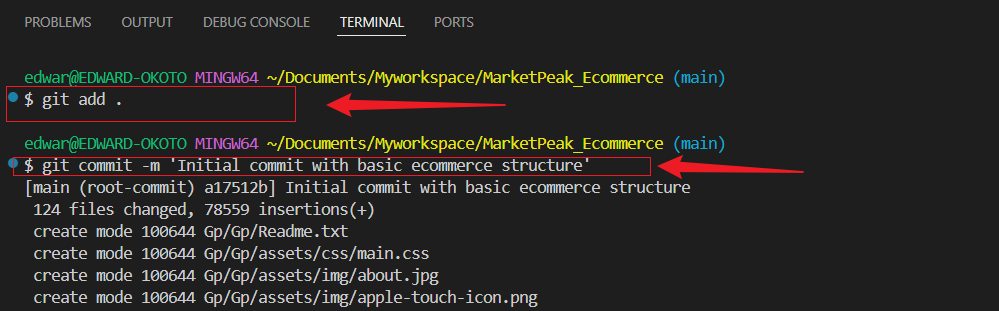 PROBLEMS OUTPUT DEBUG CONSOLE TERMINAL PORTS
edwar@EDWARD-OKOTO MINGW64 ~/Documents/Myworkspace/MarketPeak_Ecommerce (main)
$ git add .
edwar@EDWARD-OKOTO MINGW64 ~/Documents/Myworkspace/MarketPeak_Ecommerce (main)
$ git commit -m 'Initial commit with basic ecommerce structure'
[main (root-commit) a17512b] Initial commit with basic ecommerce structure
 124 files changed, 78559 insertions(+)
 create mode 100644 Gp/Gp/Readme.txt
 create mode 100644 Gp/Gp/assets/css/main.css
 create mode 100644 Gp/Gp/assets/img/about.jpg
 create mode 100644 Gp/Gp/assets/img/apple-touch-icon.png